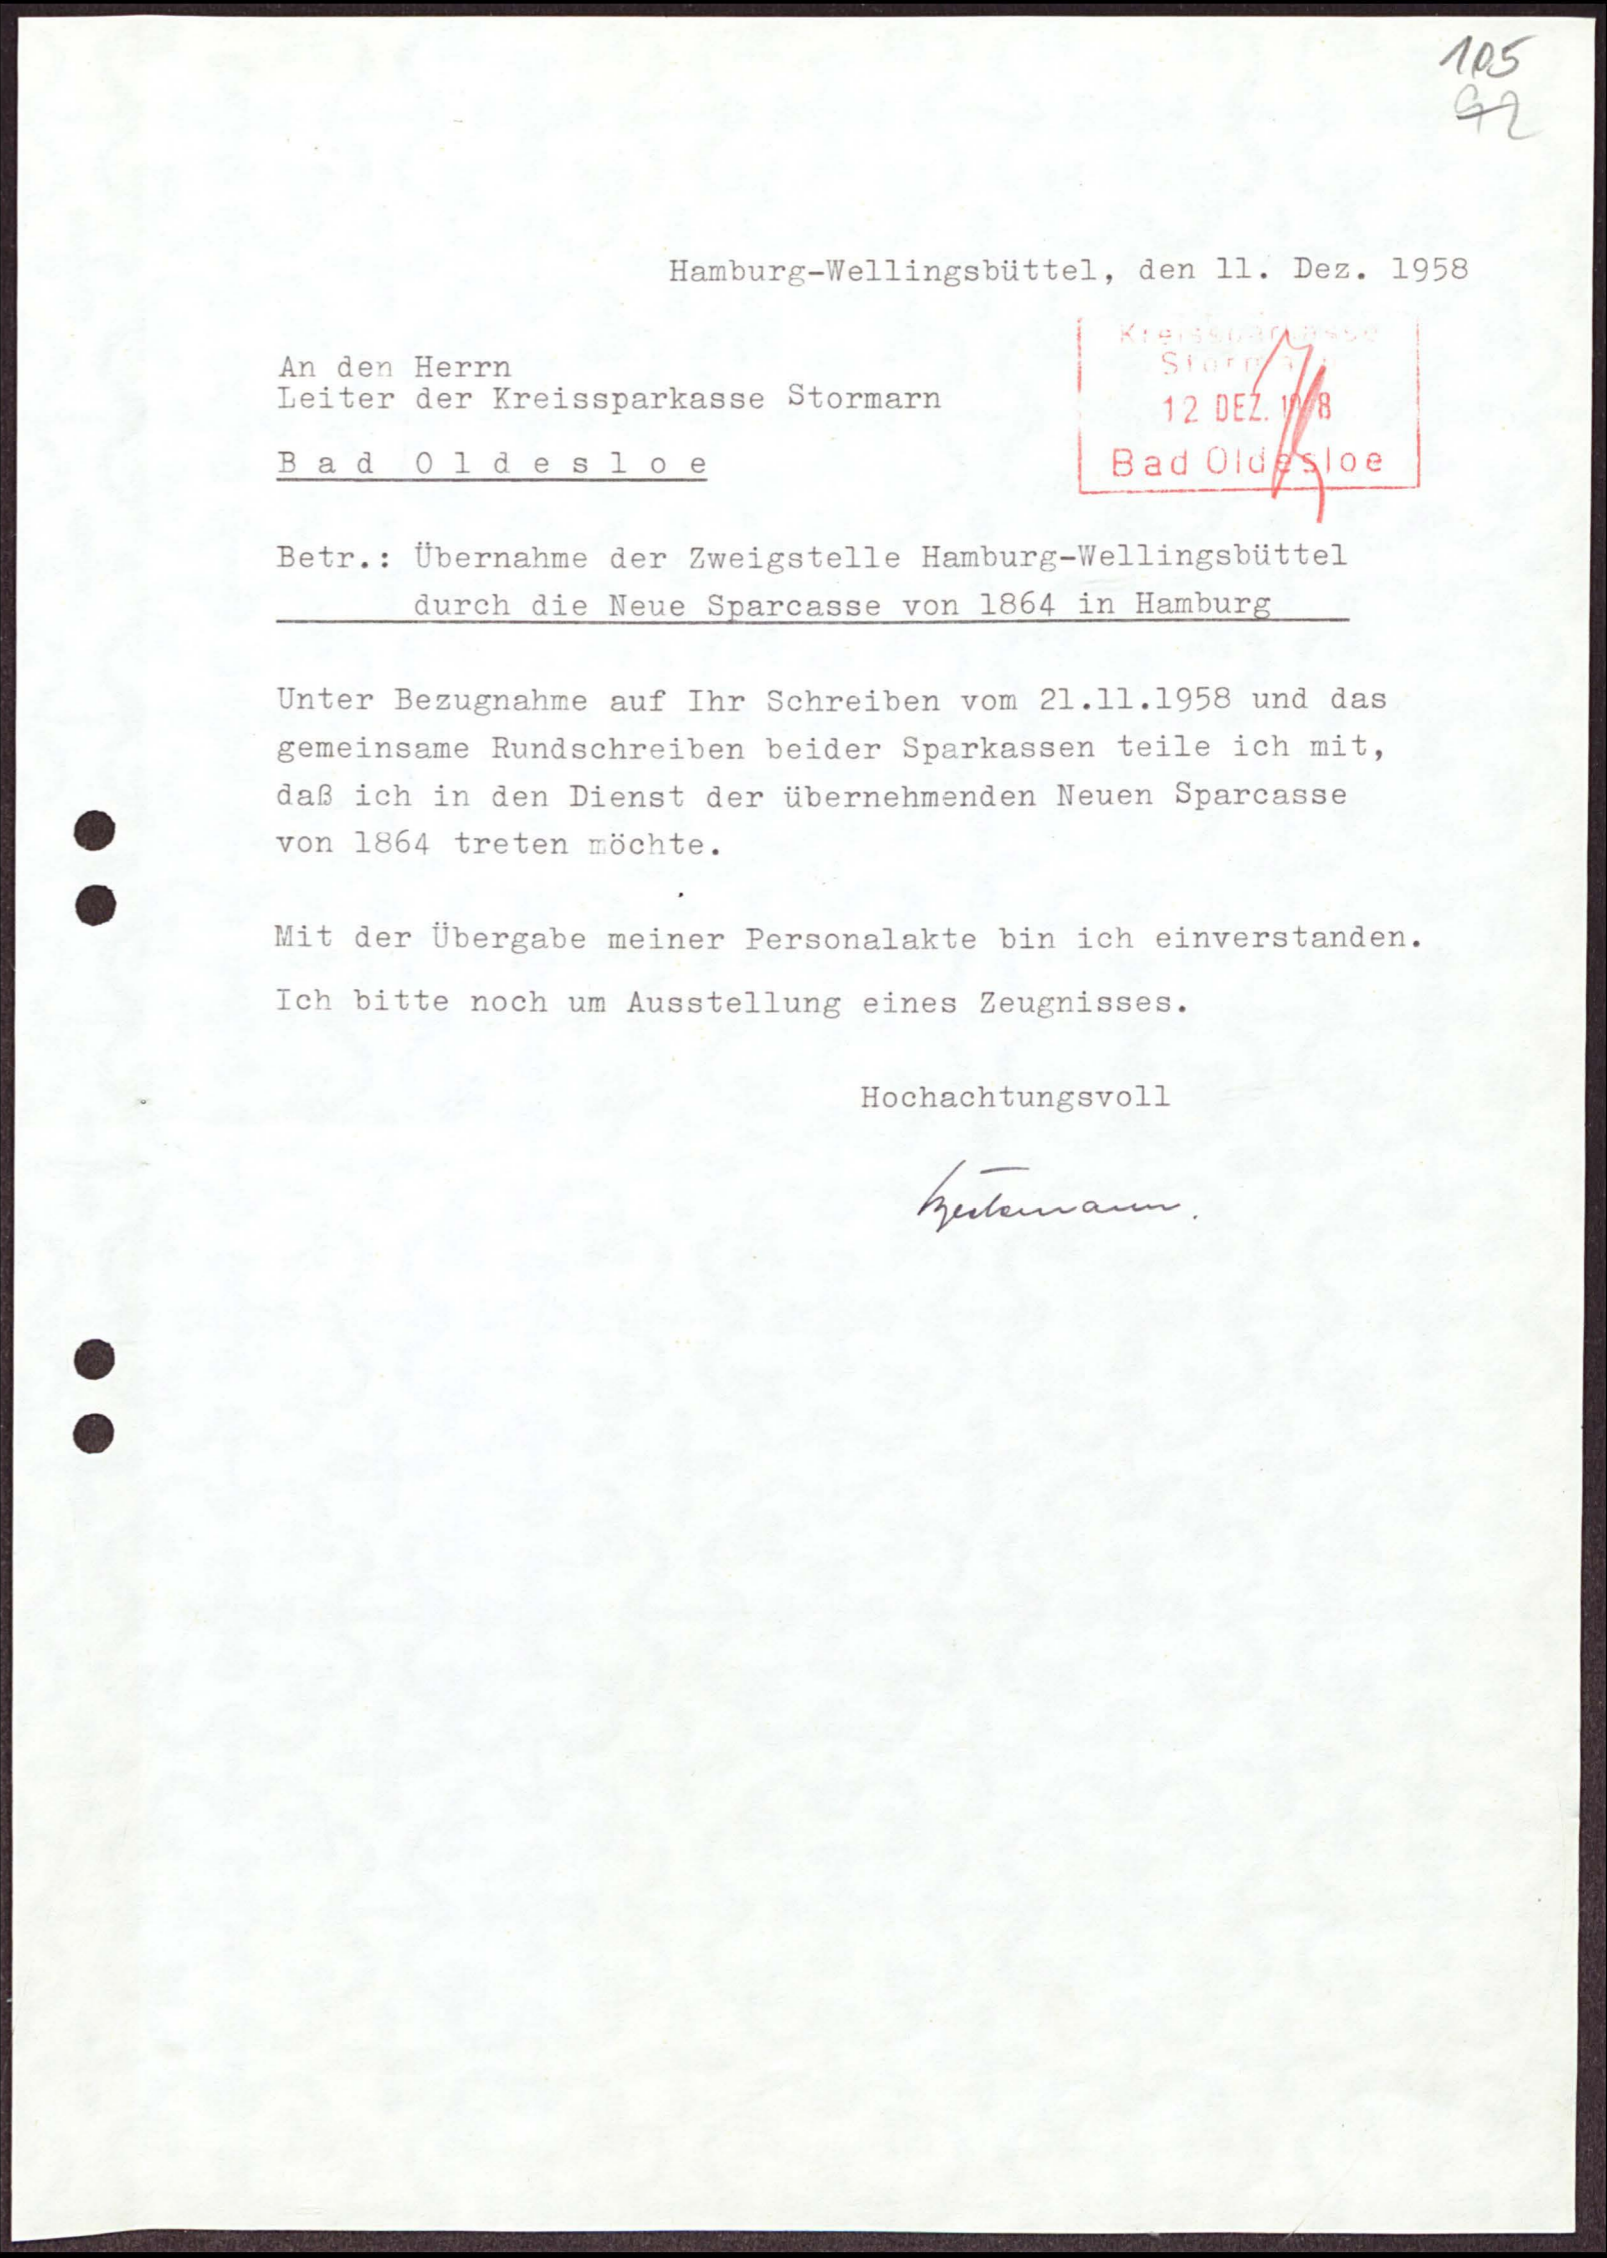 105
Hamburg-Wellingsbüttel, den 11. Dez. 1958
Kreissparkasse
Stormarn
12 DEZ. 1958
Bad Oldesloe
An den Herrn
Leiter der Kreissparkasse Stormarn
B a d  O l d e s l o e
Betr.: Übernahme der Zweigstelle Hamburg-Wellingsbüttel
durch die Neue Sparcasse von 1864 in Hamburg
Unter Bezugnahme auf Ihr Schreiben vom 21.11.1958 und das
gemeinsame Rundschreiben beider Sparkassen teile ich mit,
daß ich in den Dienst der übernehmenden Neuen Sparcasse
von 1864 treten möchte.
Mit der Übergabe meiner Personalakte bin ich einverstanden.
Ich bitte noch um Ausstellung eines Zeugnisses.
Hochachtungsvoll